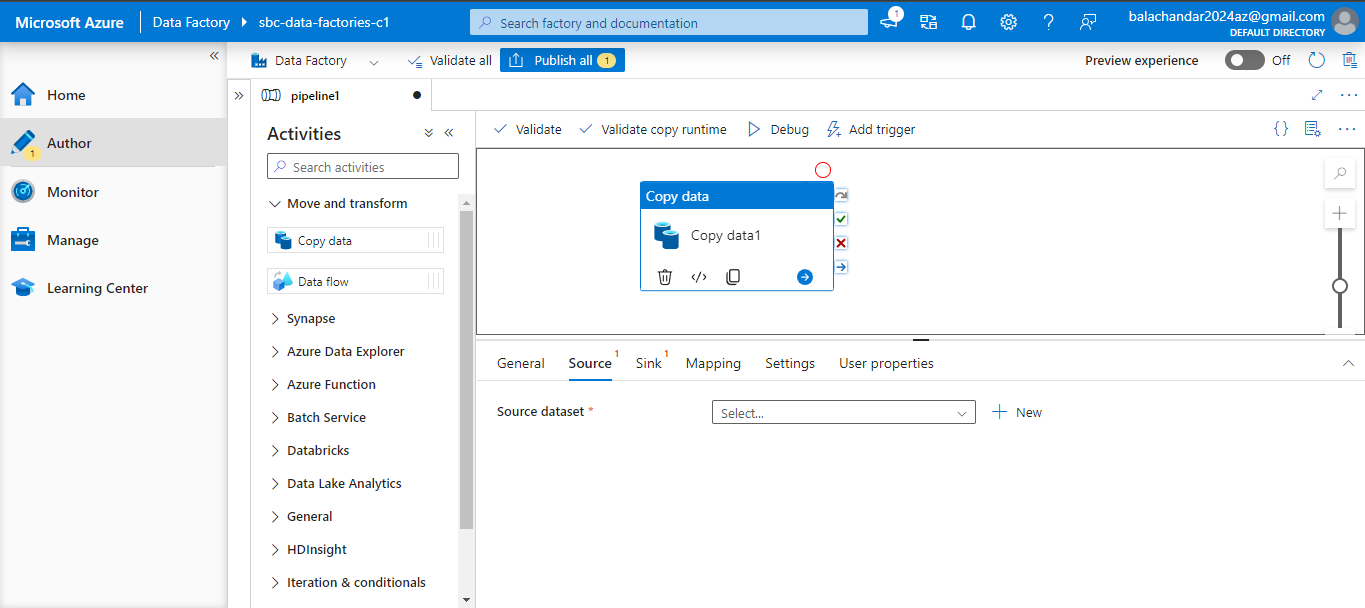 Microsoft Azure
Data Factory
sbc-data-factories-c1
Search factory and documentation
1
balachandar2024az@gmail.com
DEFAULT DIRECTORY
Data Factory
Validate all
Publish all 1
Preview experience
Off
Home
Author
1
Monitor
Manage
Learning Center
pipeline1
Activities
Search activities
Move and transform
Copy data
Data flow
Synapse
Azure Data Explorer
Azure Function
Batch Service
Databricks
Data Lake Analytics
General
HDInsight
Iteration & conditionals
Validate
Validate copy runtime
Debug
Add trigger
Copy data
Copy data1
General
Source 1
Sink 1
Mapping
Settings
User properties
Source dataset *
Select...
New